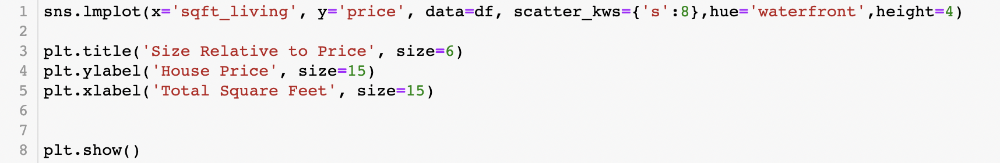 1 sns.lmplot(x='sqft_living', y='price', data=df, scatter_kws={'s':8},hue='waterfront',height=4)
2
3 plt.title('Size Relative to Price', size=6)
4 plt.ylabel('House Price', size=15)
5 plt.xlabel('Total Square Feet', size=15)
6
7
8 plt.show()